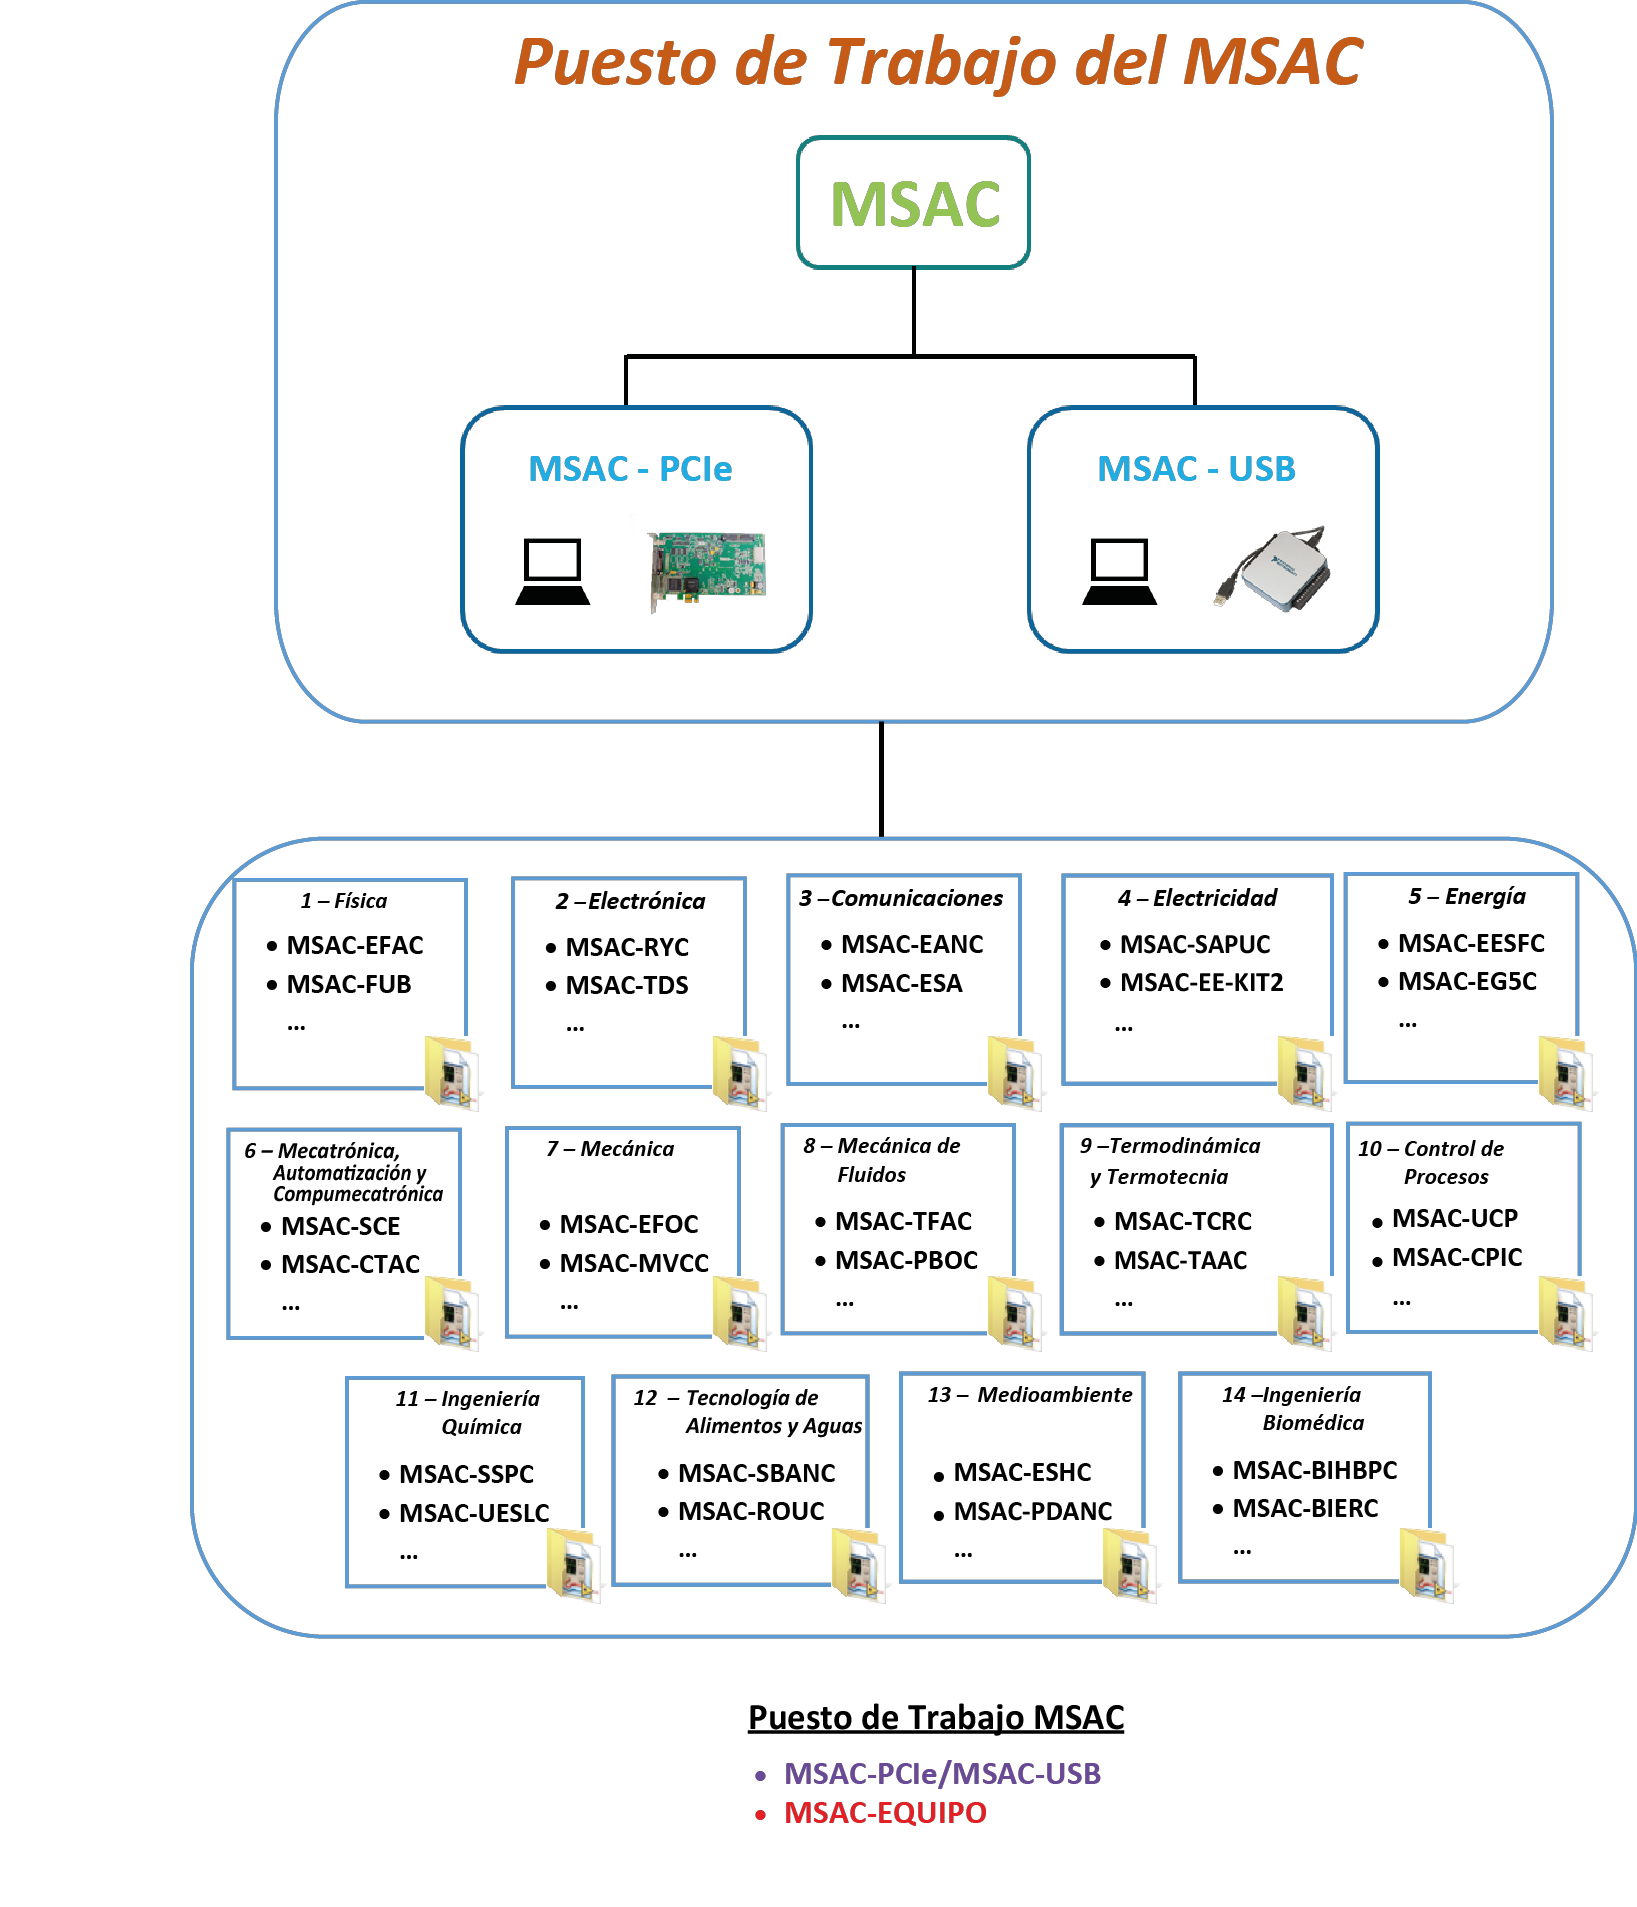 Puesto de Trabajo del MSAC
MSAC
MSAC - PCIe
MSAC - USB
1 – Física
• MSAC-EFAC
• MSAC-FUB
...
2 – Electrónica
• MSAC-RYC
• MSAC-TDS
...
3 – Comunicaciones
• MSAC-EANC
• MSAC-ESA
...
4 – Electricidad
• MSAC-SAPUC
• MSAC-EE-KIT2
...
5 – Energía
• MSAC-EESFC
• MSAC-EG5C
...
6 – Mecatrónica,
Automatización y
Compumecatrónica
• MSAC-SCE
• MSAC-CTAC
...
7 – Mecánica
• MSAC-EFOC
• MSAC-MVCC
...
8 – Mecánica de
Fluidos
• MSAC-TFAC
• MSAC-PBOC
...
9 –Termodinámica
y Termotecnia
• MSAC-TCRC
• MSAC-TAAC
...
10 – Control de
Procesos
• MSAC-UCP
• MSAC-CPIC
...
11 – Ingeniería
Química
• MSAC-SSPC
• MSAC-UESLC
...
12 – Tecnología de
Alimentos y Aguas
• MSAC-SBANC
• MSAC-ROUC
...
13 – Medioambiente
• MSAC-ESHC
• MSAC-PDANC
...
14 –Ingeniería
Biomédica
• MSAC-BIHBPC
• MSAC-BIERC
...
Puesto de Trabajo MSAC
• MSAC-PCIe/MSAC-USB
• MSAC-EQUIPO